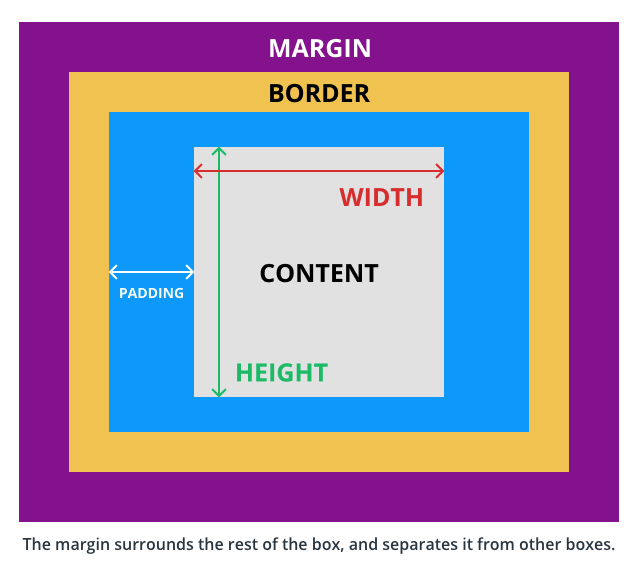 MARGIN
BORDER
WIDTH
CONTENT
PADDING
HEIGHT
The margin surrounds the rest of the box, and separates it from other boxes.